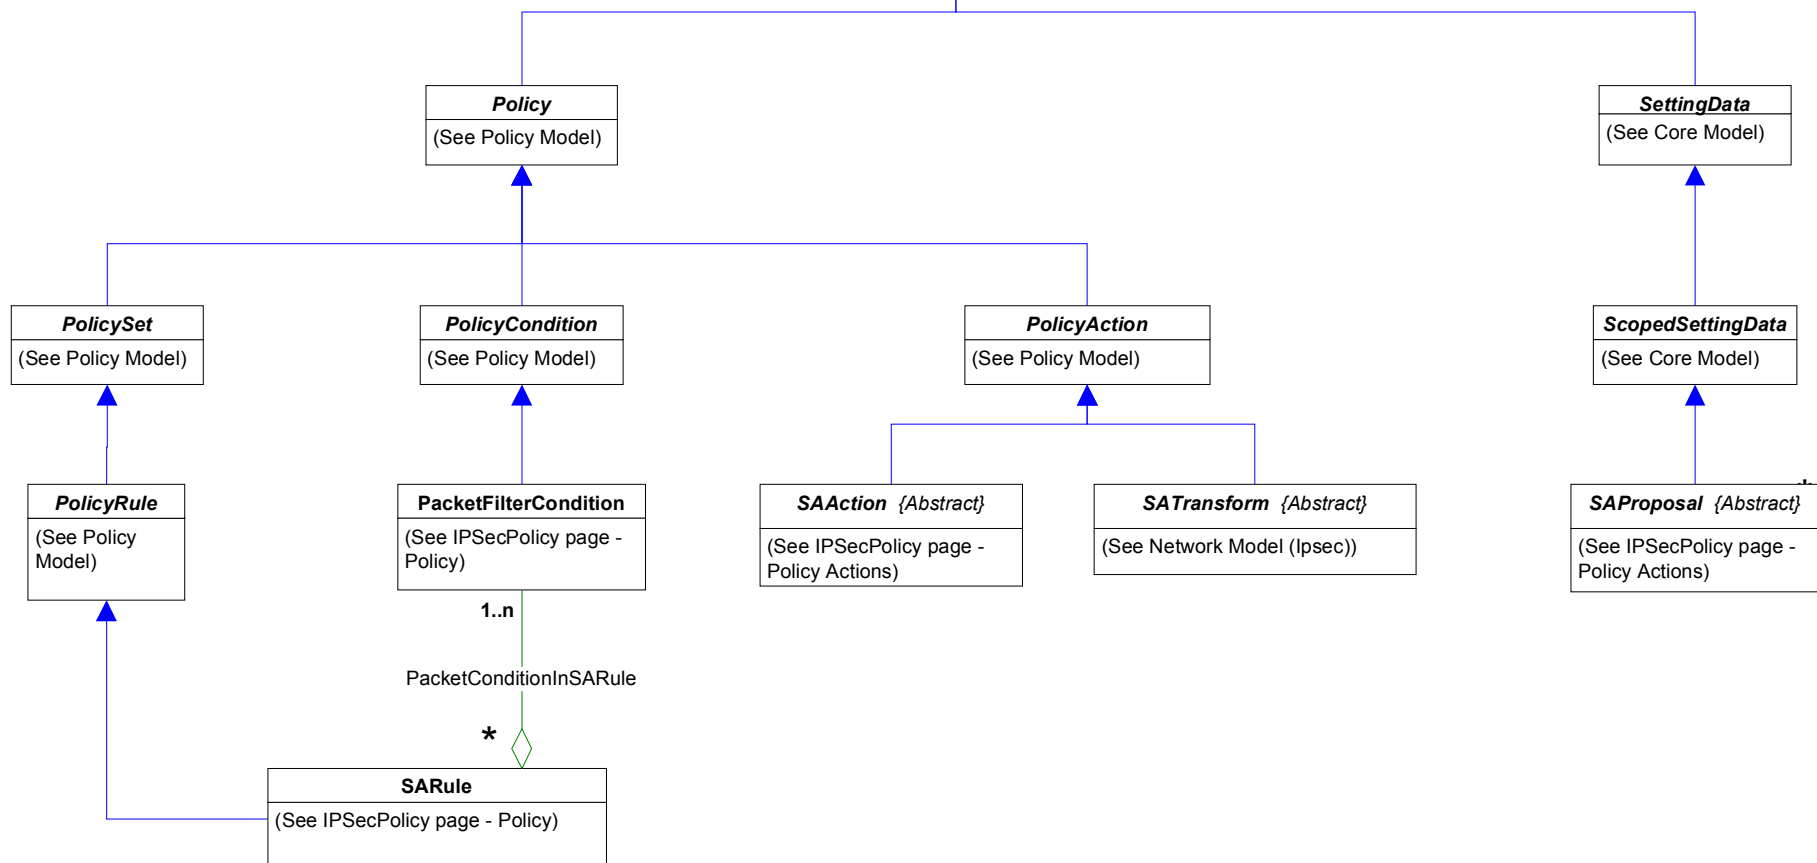 Policy
(See Policy Model)
SettingData
(See Core Model)
PolicySet
(See Policy Model)
PolicyCondition
(See Policy Model)
PolicyAction
(See Policy Model)
ScopedSettingData
(See Core Model)
PolicyRule
(See Policy
Model)
PacketFilterCondition
(See IPSecPolicy page -
Policy)
SAAction {Abstract}
(See IPSecPolicy page -
Policy Actions)
SATransform {Abstract}
(See Network Model (Ipsec))
*
SAProposal {Abstract}
(See IPSecPolicy page -
Policy Actions)
1..n
PacketConditionInSARule
*
SARule
(See IPSecPolicy page - Policy)